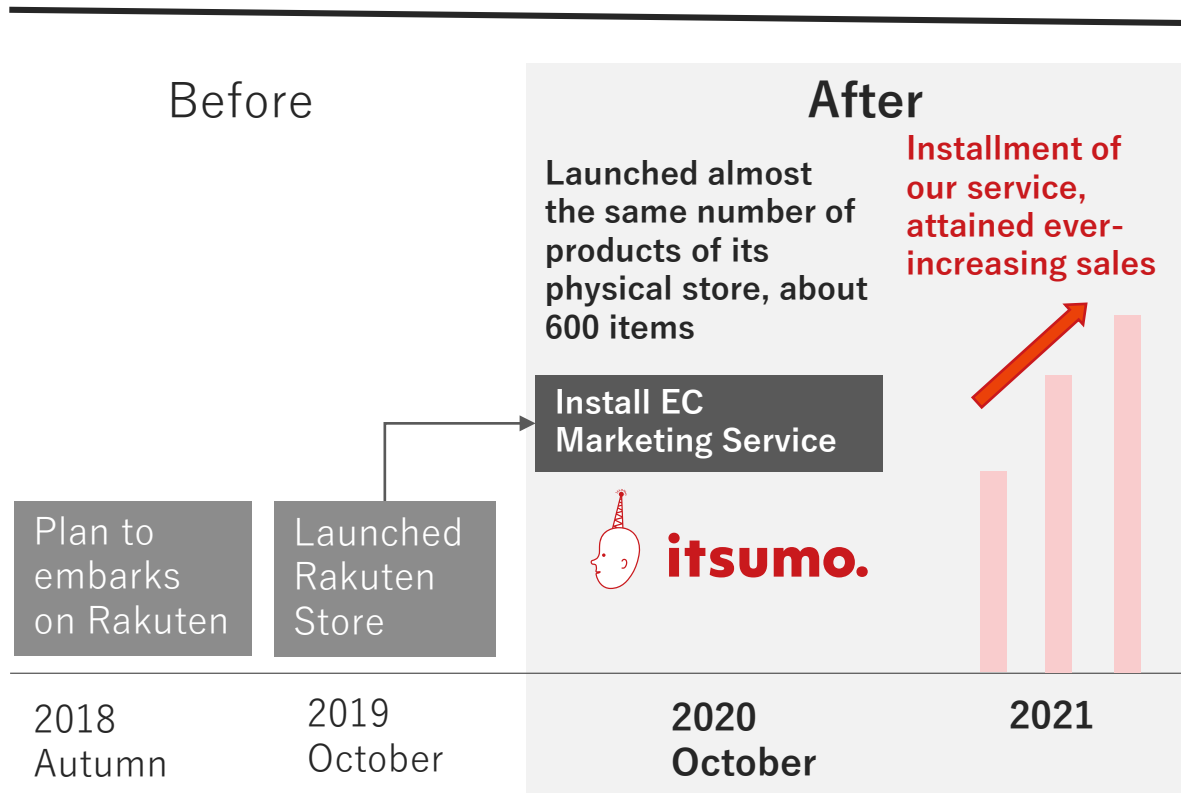 Before
After
Launched almost
the same number of
products of its
physical store, about
600 items
Installment of
our service,
attained ever-
increasing sales
Install EC
Marketing Service
Plan to
embarks
on Rakuten
Launched
Rakuten
Store
itsumo.
2018
Autumn
2019
October
2020
October
2021